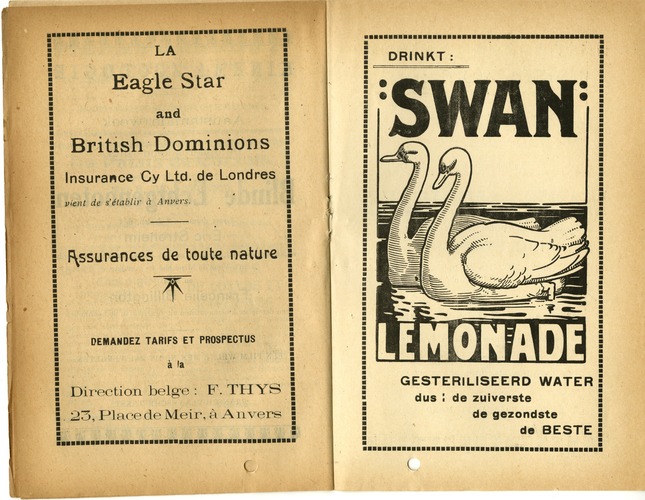 LA
Eagle Star
and
British Dominions
Insurance Cy Ltd. de Londres
vient de s'établir à Anvers.
Assurances de toute nature
DEMANDEZ TARIFS ET PROSPECTUS
à la
Direction belge : F. THYS
23, Place de Meir, à Anvers
DRINKT :
:SWAN:
LEMONADE
GESTERILISEERD WATER
dus : de zuiverste
de gezondste
de BESTE